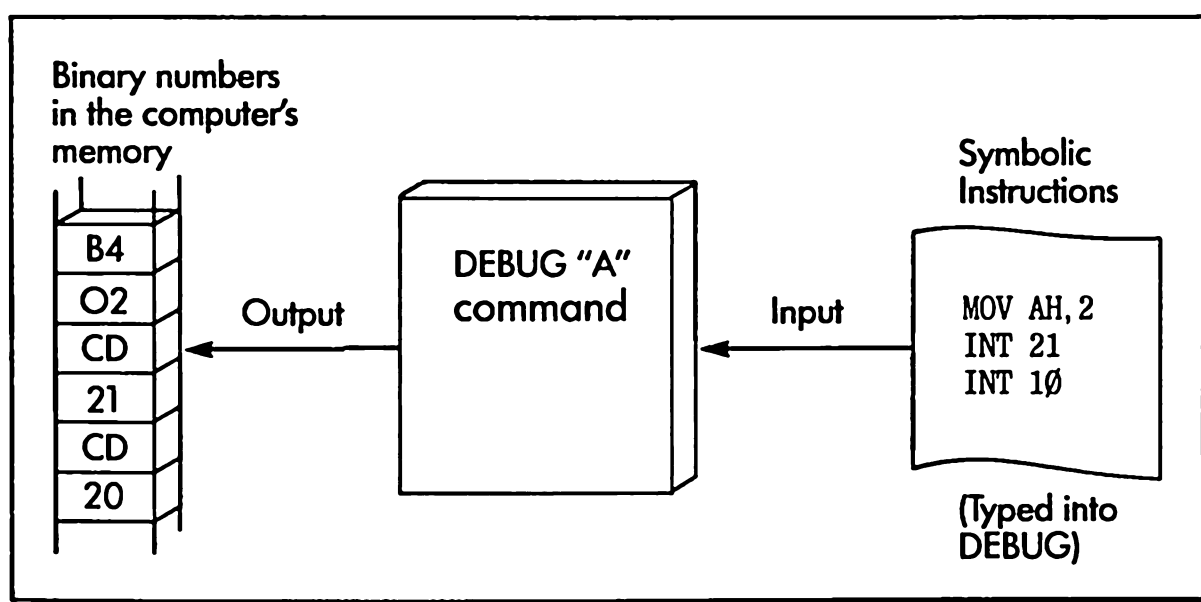 Binary numbers
in the computer's
memory
B4
O2
CD
21
CD
20
Output
DEBUG "A"
command
Input
Symbolic
Instructions
MOV AH,2
INT 21
INT 1Ø
(Typed into
DEBUG)